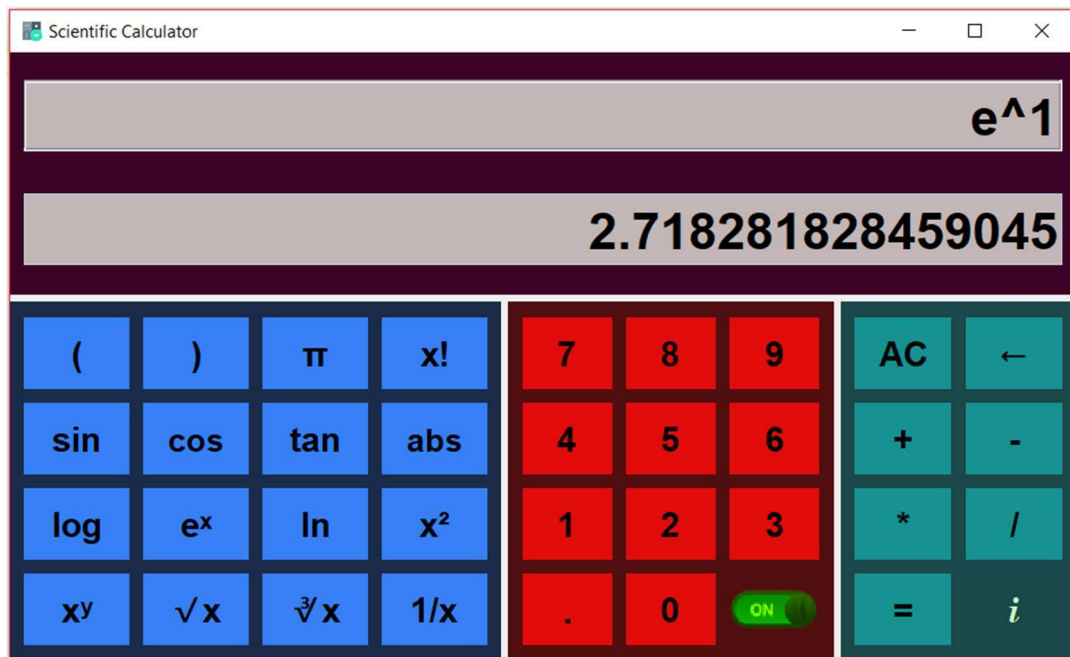 Scientific Calculator
e^1
2.718281828459045
( ) π x! 7 8 9 AC ←
sin cos tan abs 4 5 6 + -
log eˣ ln x² 1 2 3 * /
xʸ √x ∛x 1/x . 0 ON = i